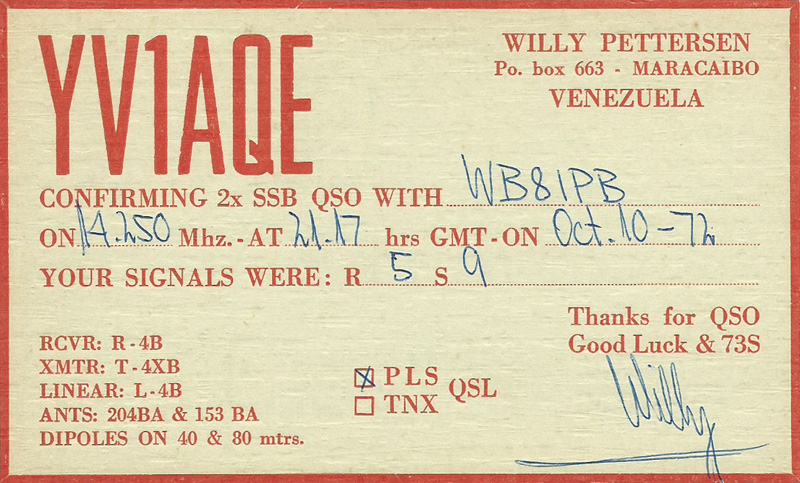 YV1AQE
WILLY PETTERSEN
Po. box 663 - MARACAIBO
VENEZUELA
CONFIRMING 2x SSB QSO WITH WB8IPB
ON 14.250 Mhz.-AT 21.17 hrs GMT-ON Oct. 10-72
YOUR SIGNALS WERE: R 5 S 9
Thanks for QSO
Good Luck & 73S
RCVR: R-4B
XMTR: T-4XB
LINEAR: L-4B
ANTS: 204BA & 153 BA
DIPOLES ON 40 & 80 mtrs.
PLS QSL
TNX
Willy